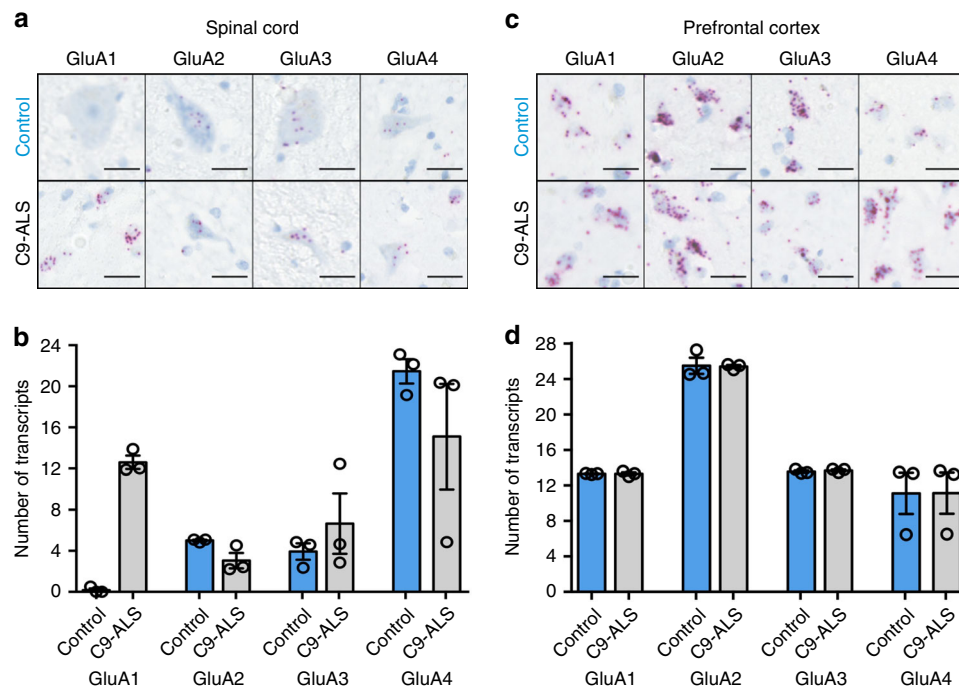 a
Spinal cord
GluA1 GluA2 GluA3 GluA4
Control
C9-ALS
c
Prefrontal cortex
GluA1 GluA2 GluA3 GluA4
Control
C9-ALS
b
Number of transcripts
24
20
16
12
8
4
0
Control C9-ALS Control C9-ALS Control C9-ALS Control C9-ALS
GluA1 GluA2 GluA3 GluA4
d
Number of transcripts
28
24
20
16
12
8
4
0
Control C9-ALS Control C9-ALS Control C9-ALS Control C9-ALS
GluA1 GluA2 GluA3 GluA4